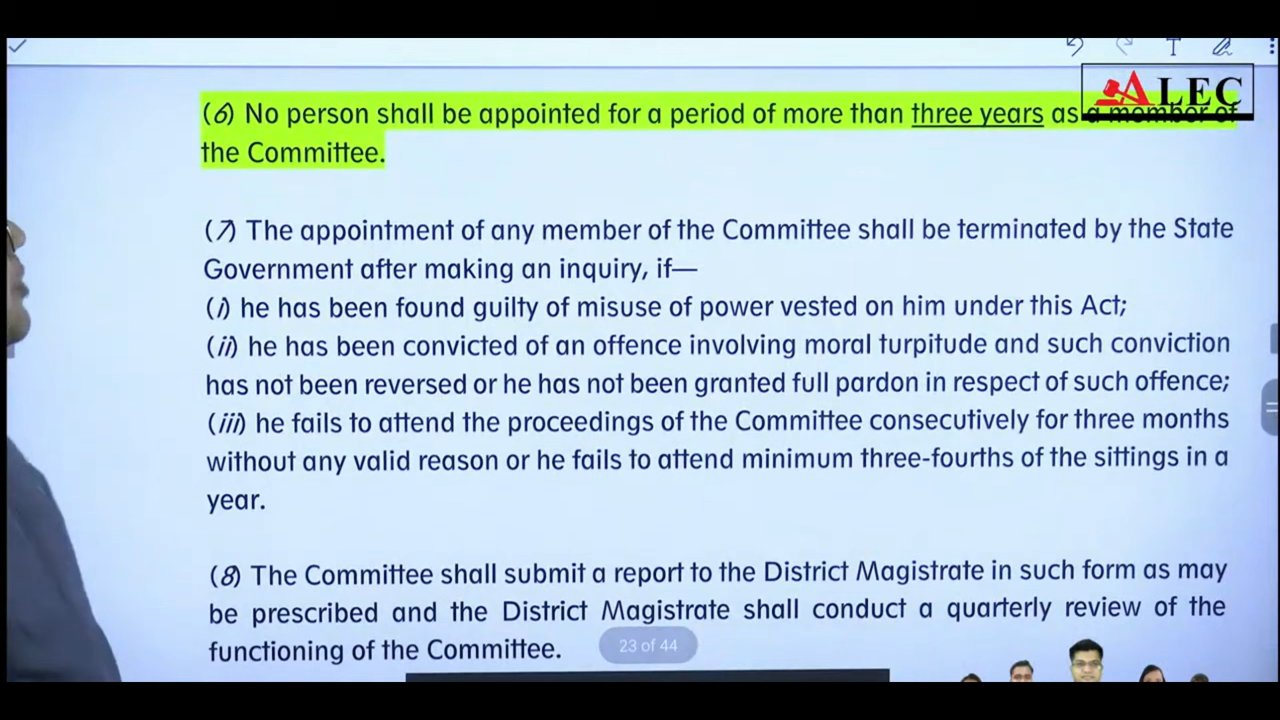 ALEC
(6) No person shall be appointed for a period of more than three years as a member of
the Committee.
(7) The appointment of any member of the Committee shall be terminated by the State
Government after making an inquiry, if—
(i) he has been found guilty of misuse of power vested on him under this Act;
(ii) he has been convicted of an offence involving moral turpitude and such conviction
has not been reversed or he has not been granted full pardon in respect of such offence;
(iii) he fails to attend the proceedings of the Committee consecutively for three months
without any valid reason or he fails to attend minimum three-fourths of the sittings in a
year.
(8) The Committee shall submit a report to the District Magistrate in such form as may
be prescribed and the District Magistrate shall conduct a quarterly review of the
functioning of the Committee.
23 of 44